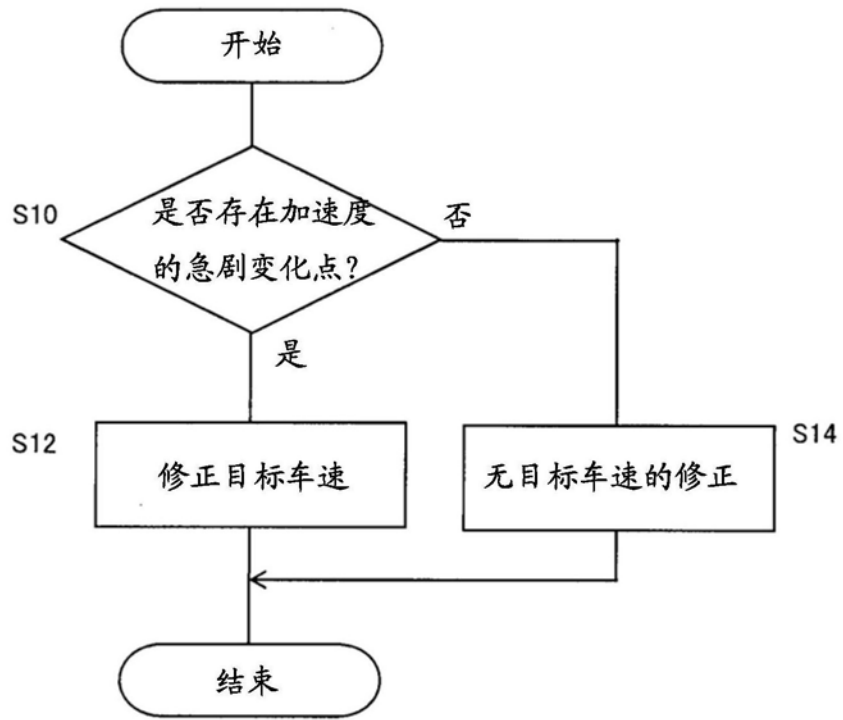 开始
S10
是否存在加速度
的急剧变化点?
否
是
S12
修正目标车速
S14
无目标车速的修正
结束